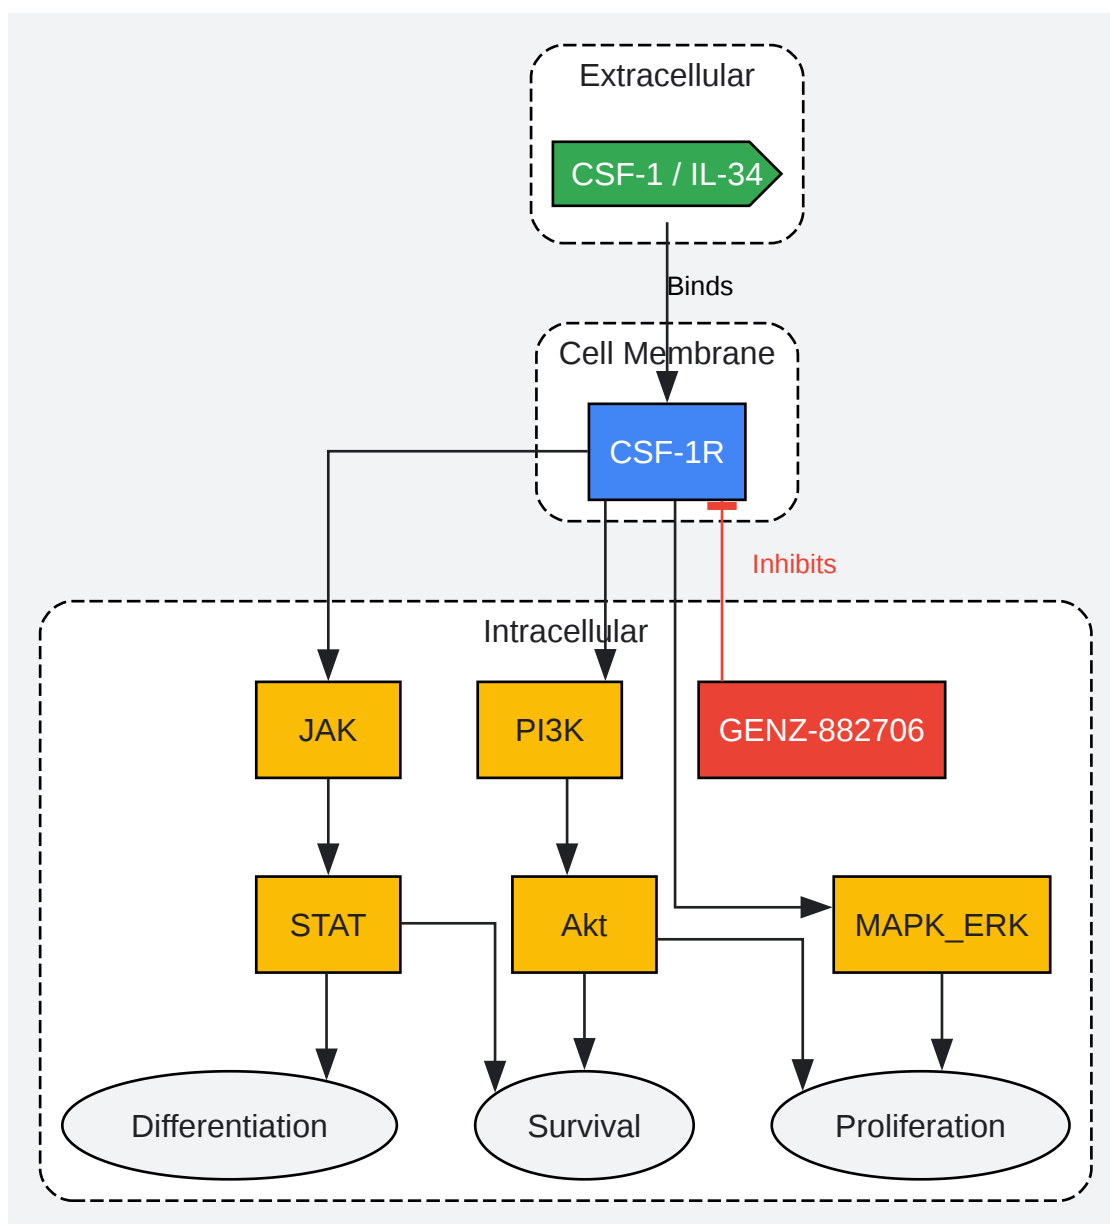 Extracellular
CSF-1 / IL-34
Binds
Cell Membrane
CSF-1R
Inhibits
Intracellular
JAK
PI3K
GENZ-882706
STAT
Akt
MAPK_ERK
Differentiation
Survival
Proliferation